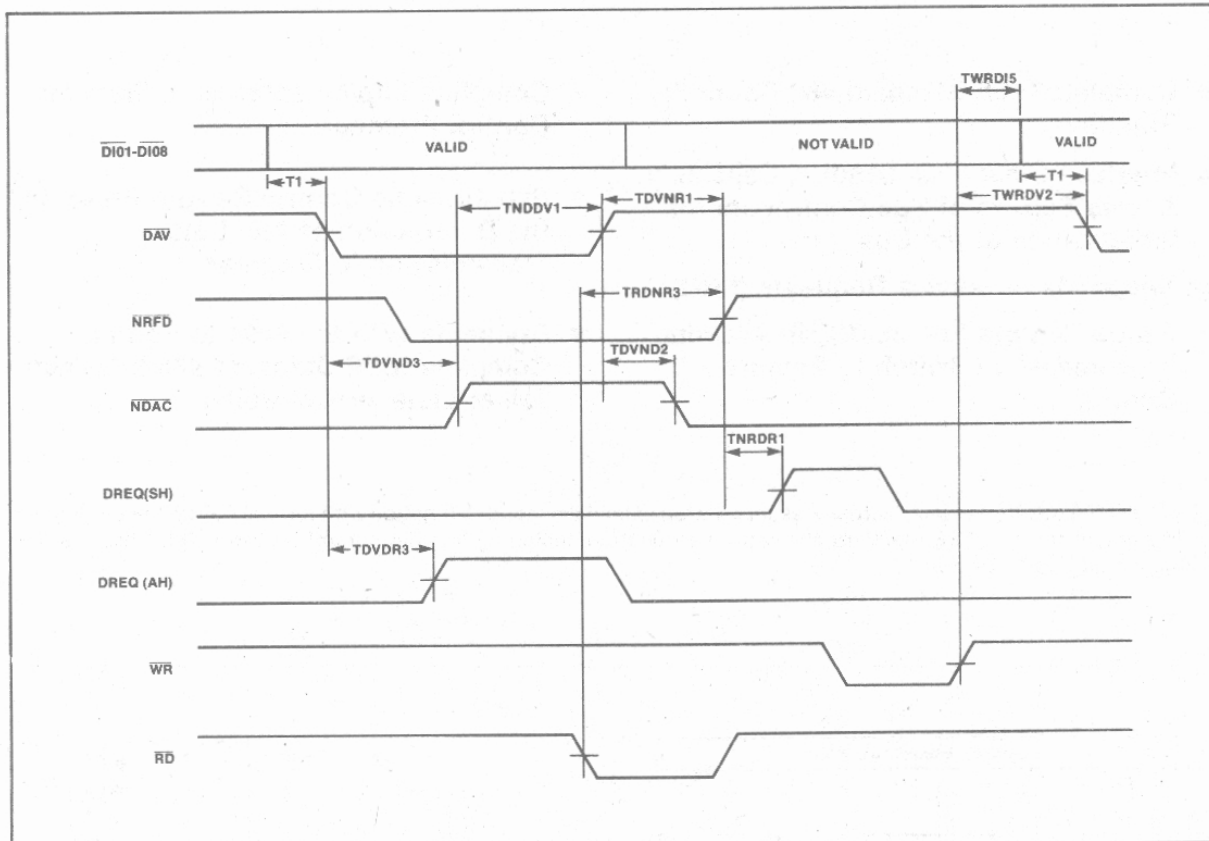 TWRDI5
DI01-DI08
VALID
NOT VALID
VALID
T1
T1
TNDDV1
TDVNR1
TWRDV2
DAV
TRDNR3
NRFD
TDVND3
TDVND2
NDAC
TNRDR1
DREQ(SH)
TDVDR3
DREQ (AH)
WR
RD